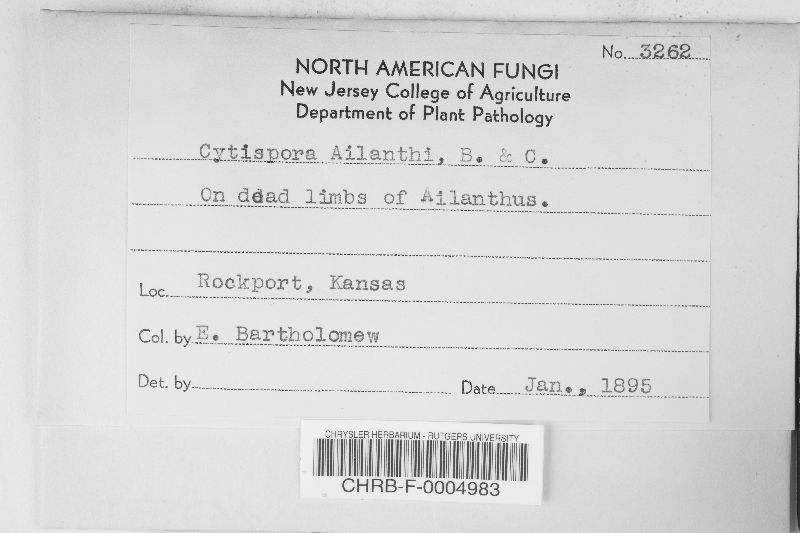 No. 3262
NORTH AMERICAN FUNGI
New Jersey College of Agriculture
Department of Plant Pathology
Cytispora Ailanthi, B. & C.
On dead limbs of Ailanthus.
Loc. Rockport, Kansas
Col. by E. Bartholomew
Det. by
Date Jan., 1895
CHRYSLER HERBARIUM - RUTGERS UNIVERSITY
CHRB-F-0004983